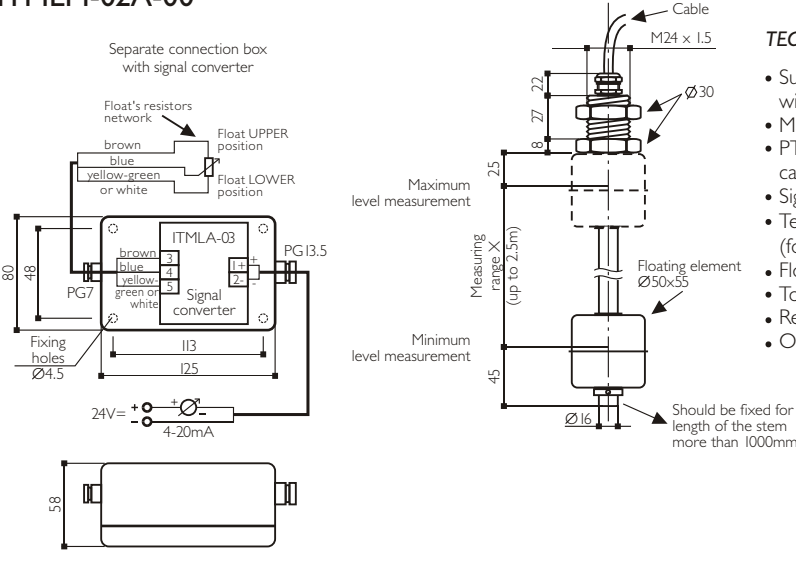 Separate connection box
with signal converter
Float's resistors
network
Float UPPER
position
brown
blue
yellow-green
or white
Float LOWER
position
ITMLA-03
PG13.5
brown
3
1+
+
blue
4
2-
-
yellow-
green or
white
5
Signal
converter
PG7
80
48
Fixing
holes
Ø4.5
113
125
24V=
+
-
+
-
4-20mA
58
Cable
M24 x 1.5
Ø30
22
27
8
25
Maximum
level measurement
Measuring
range X
(up to 2.5m)
Floating element
Ø50x55
Minimum
level measurement
45
Ø16
Should be fixed for
length of the stem
more than 1000mm